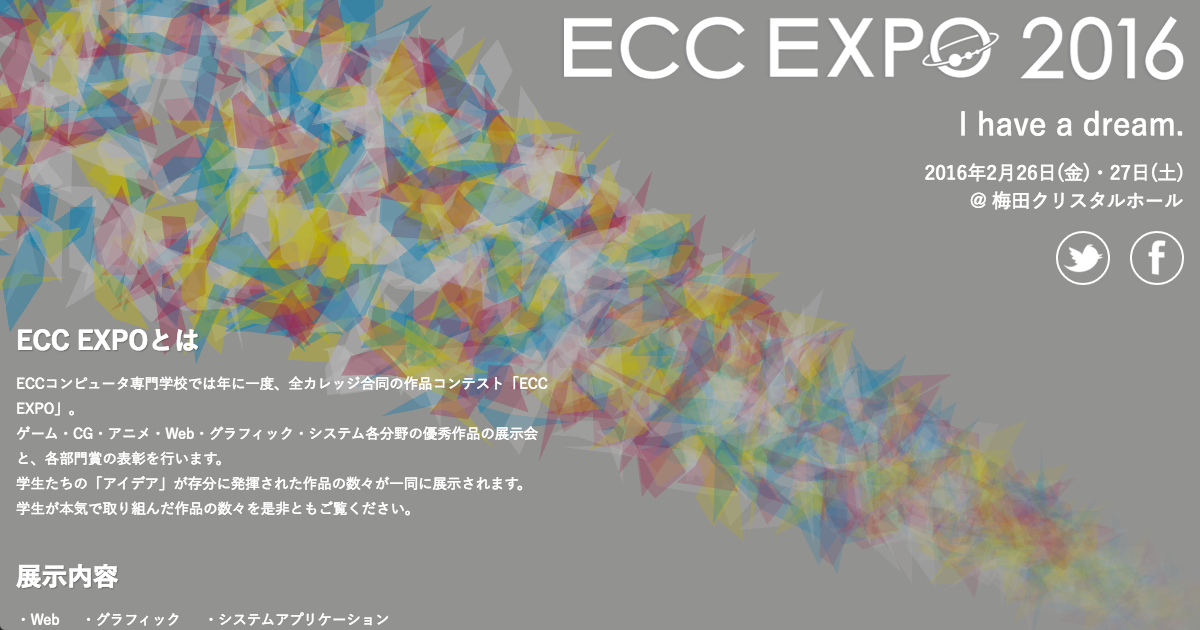 ECC EXPO 2016
I have a dream.
2016年2月26日(金)・27日(土)
@ 梅田クリスタルホール
ECC EXPOとは
ECCコンピュータ専門学校では年に一度、全カレッジ合同の作品コンテスト「ECC
EXPO」。
ゲーム・CG・アニメ・Web・グラフィック・システム各分野の優秀作品の展示会
と、各部門賞の表彰を行います。
学生たちの「アイデア」が存分に発揮された作品の数々が一同に展示されます。
学生が本気で取り組んだ作品の数々を是非ともご覧ください。
展示内容
・Web ・グラフィック ・システムアプリケーション